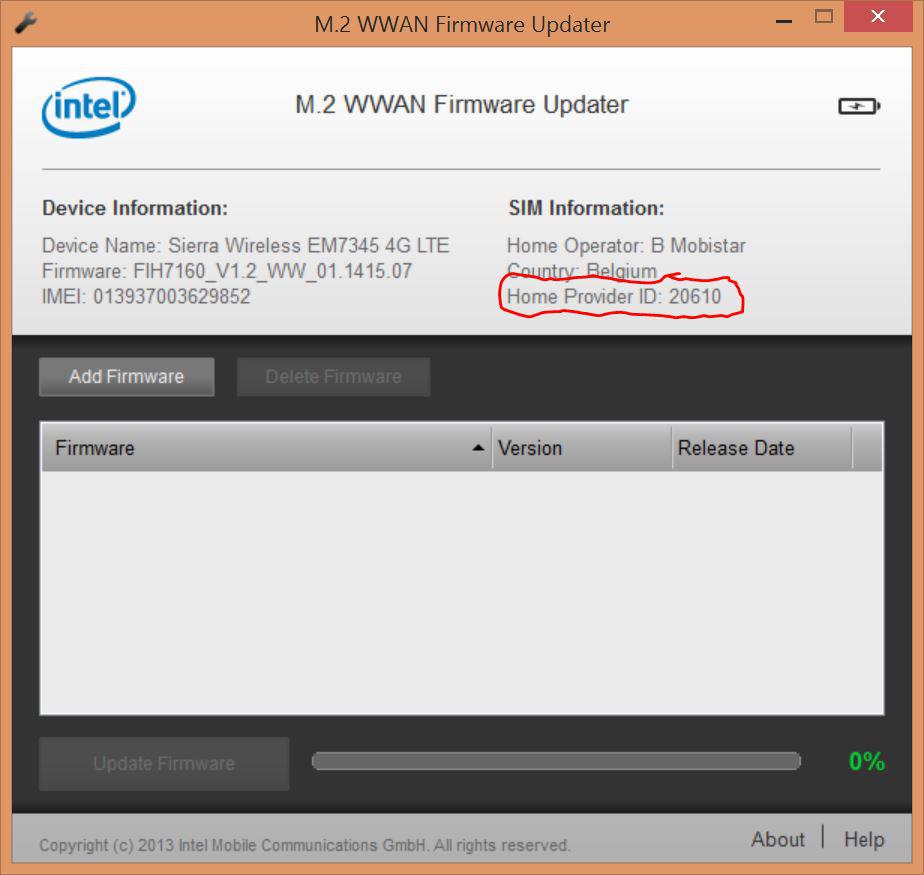 M.2 WWAN Firmware Updater
intel
M.2 WWAN Firmware Updater
Device Information:
Device Name: Sierra Wireless EM7345 4G LTE
Firmware: FIH7160_V1.2_WW_01.1415.07
IMEI: 013937003629852
SIM Information:
Home Operator: B Mobistar
Country: Belgium
Home Provider ID: 20610
Add Firmware
Delete Firmware
Firmware Version Release Date
Update Firmware
0%
Copyright (c) 2013 Intel Mobile Communications GmbH. All rights reserved.
About | Help